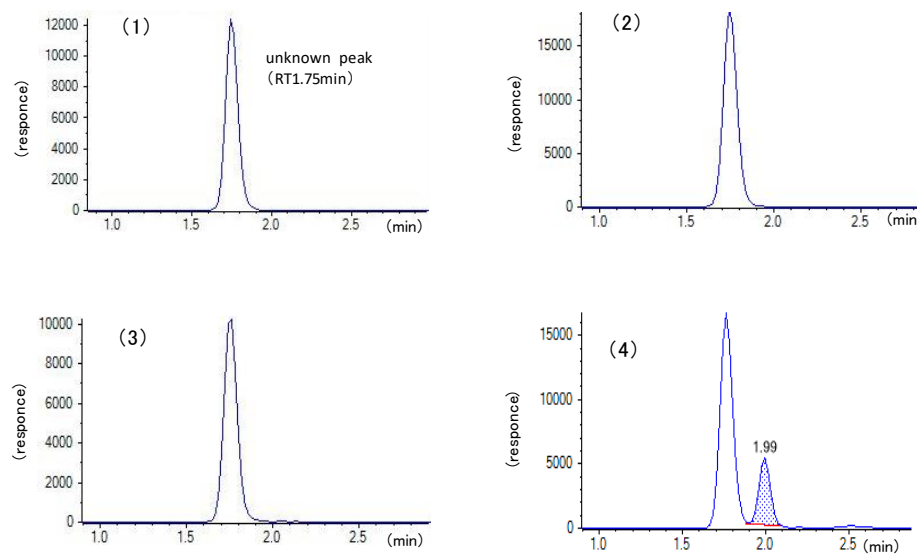 (1)
unknown peak
(RT1.75min)
(responce)
12000
10000
8000
6000
4000
2000
0
1.0 1.5 2.0 2.5 (min)
(2)
(responce)
15000
10000
5000
0
1.0 1.5 2.0 2.5 (min
(3)
(responce)
10000
8000
6000
4000
2000
0
1.0 1.5 2.0 2.5 (min)
(4)
1.99
(responce)
15000
10000
5000
0
1.0 1.5 2.0 2.5 (min)